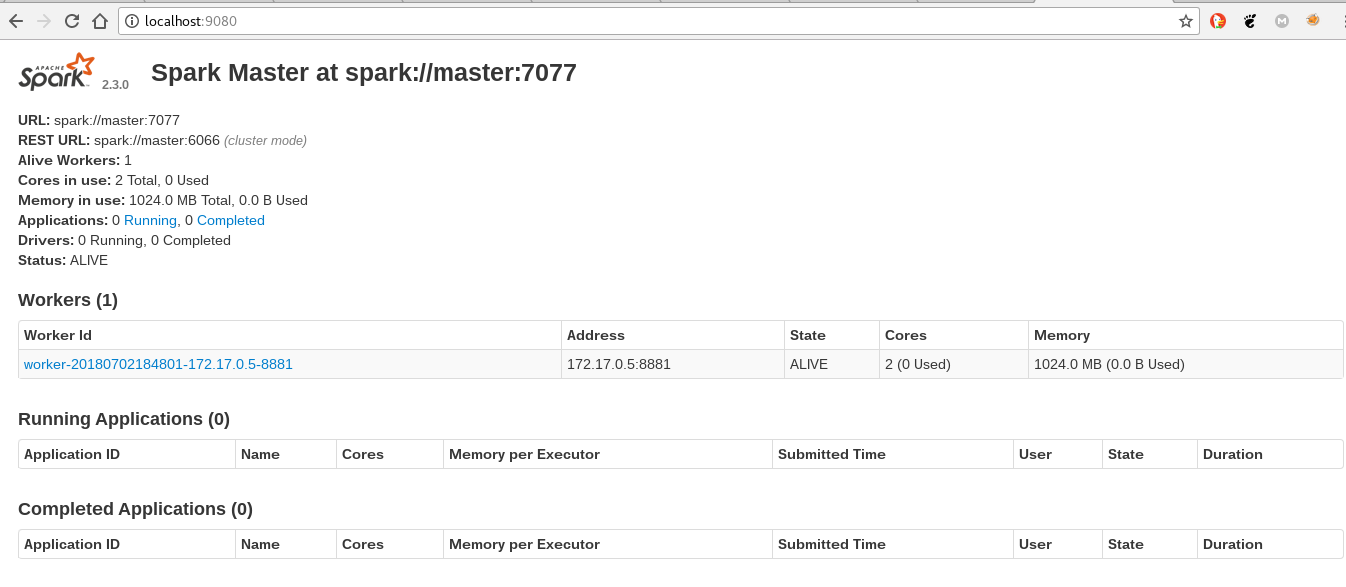 localhost:9080
APACHE
Spark 2.3.0 Spark Master at spark://master:7077
URL: spark://master:7077
REST URL: spark://master:6066 (cluster mode)
Alive Workers: 1
Cores in use: 2 Total, 0 Used
Memory in use: 1024.0 MB Total, 0.0 B Used
Applications: 0 Running, 0 Completed
Drivers: 0 Running, 0 Completed
Status: ALIVE
Workers (1)
Worker Id Address State Cores Memory
worker-20180702184801-172.17.0.5-8881 172.17.0.5:8881 ALIVE 2 (0 Used) 1024.0 MB (0.0 B Used)
Running Applications (0)
Application ID Name Cores Memory per Executor Submitted Time User State Duration
Completed Applications (0)
Application ID Name Cores Memory per Executor Submitted Time User State Duration